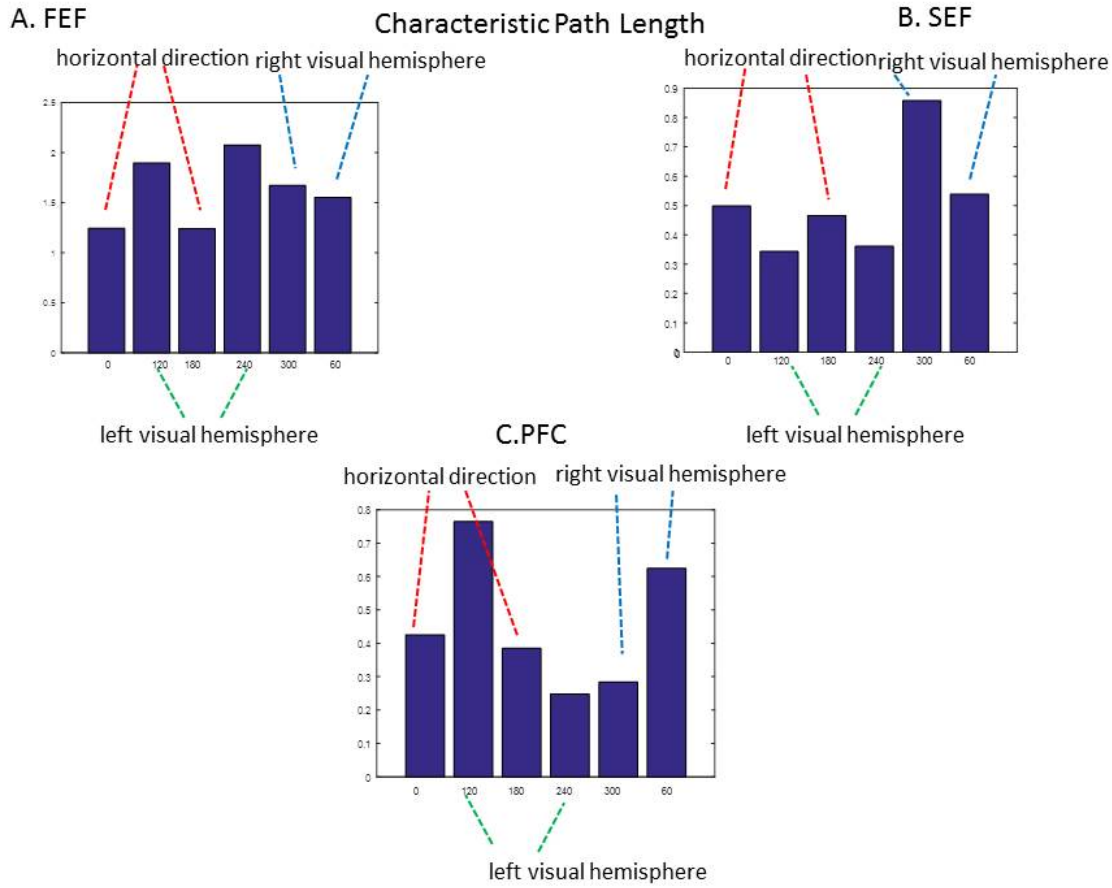 A. FEF
Characteristic Path Length
B. SEF
horizontal direction
right visual hemisphere
2.5
2
1.5
1
0.5
0
0 120 180 240 300 60
left visual hemisphere
horizontal direction
right visual hemisphere
0.9
0.8
0.7
0.6
0.5
0.4
0.3
0.2
0.1
0
0 120 180 240 300 60
left visual hemisphere
C.PFC
horizontal direction
right visual hemisphere
0.8
0.7
0.6
0.5
0.4
0.3
0.2
0.1
0
0 120 180 240 300 60
left visual hemisphere